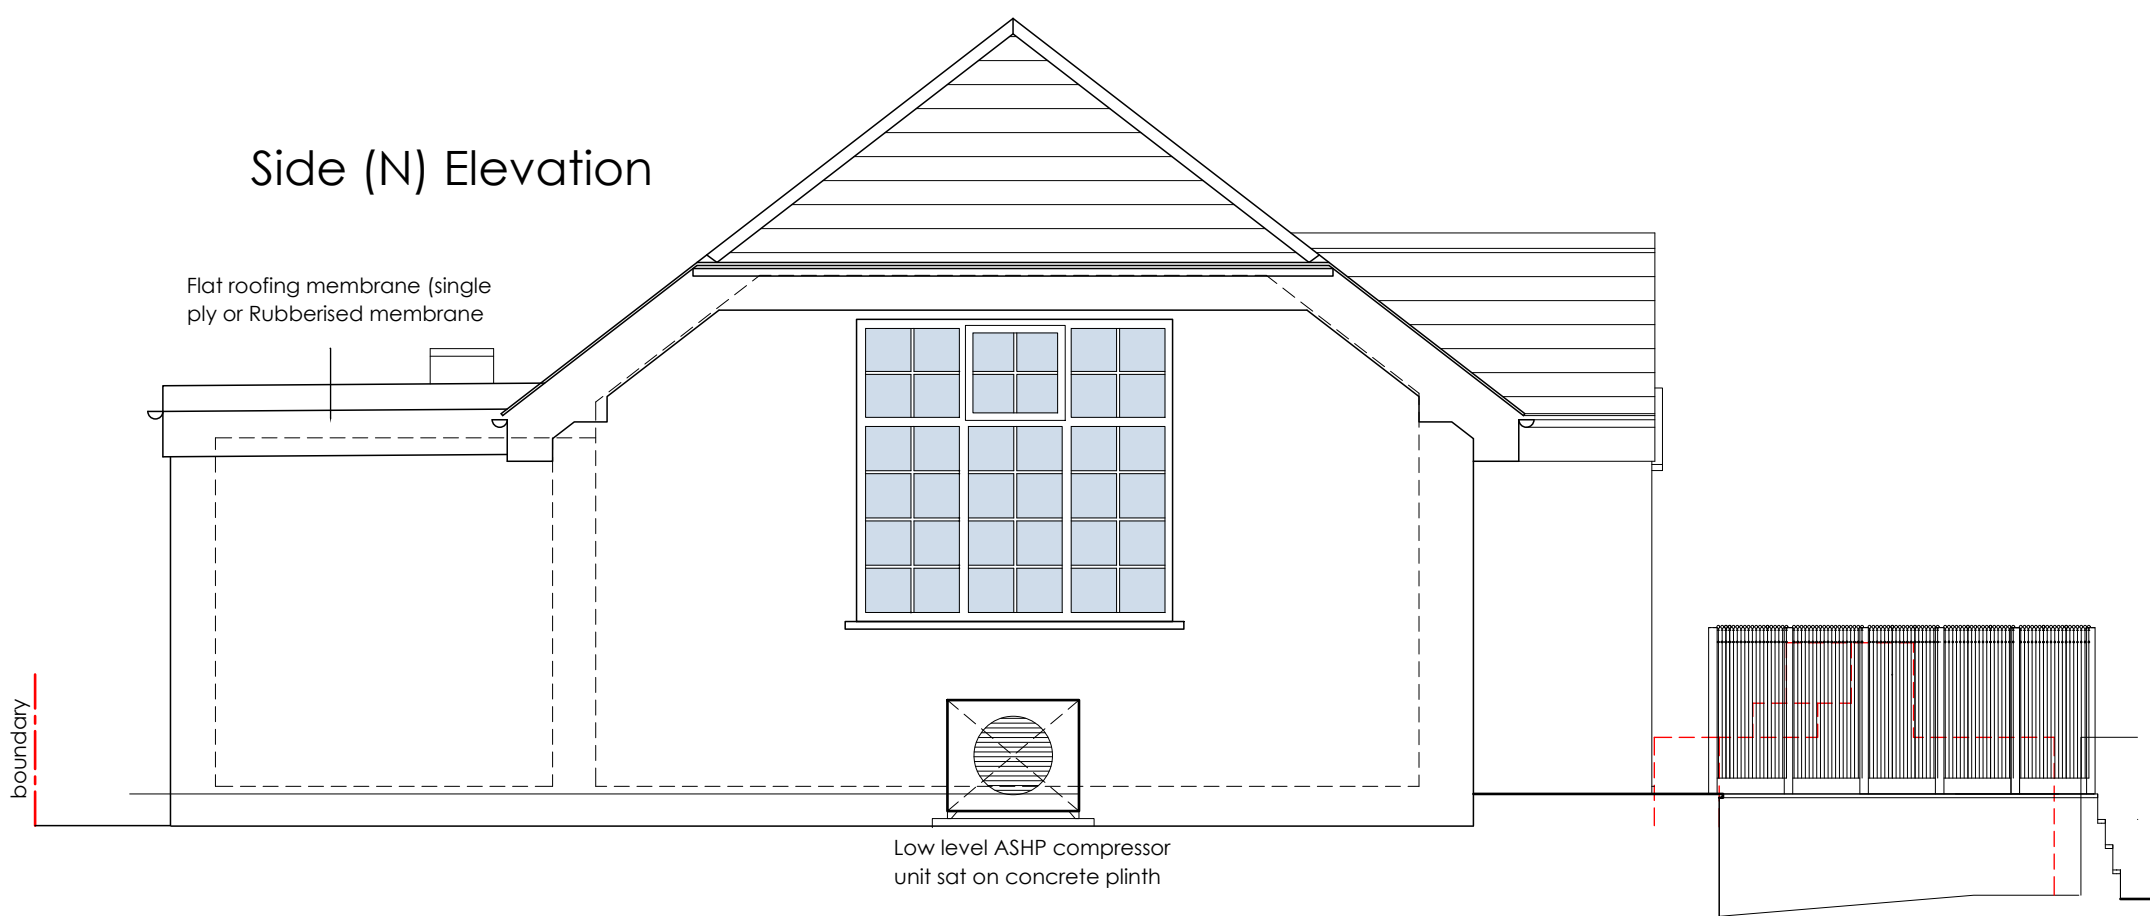 Side (N) Elevation
Flat roofing membrane (single
ply or Rubberised membrane
boundary
Low level ASHP compressor
unit sat on concrete plinth